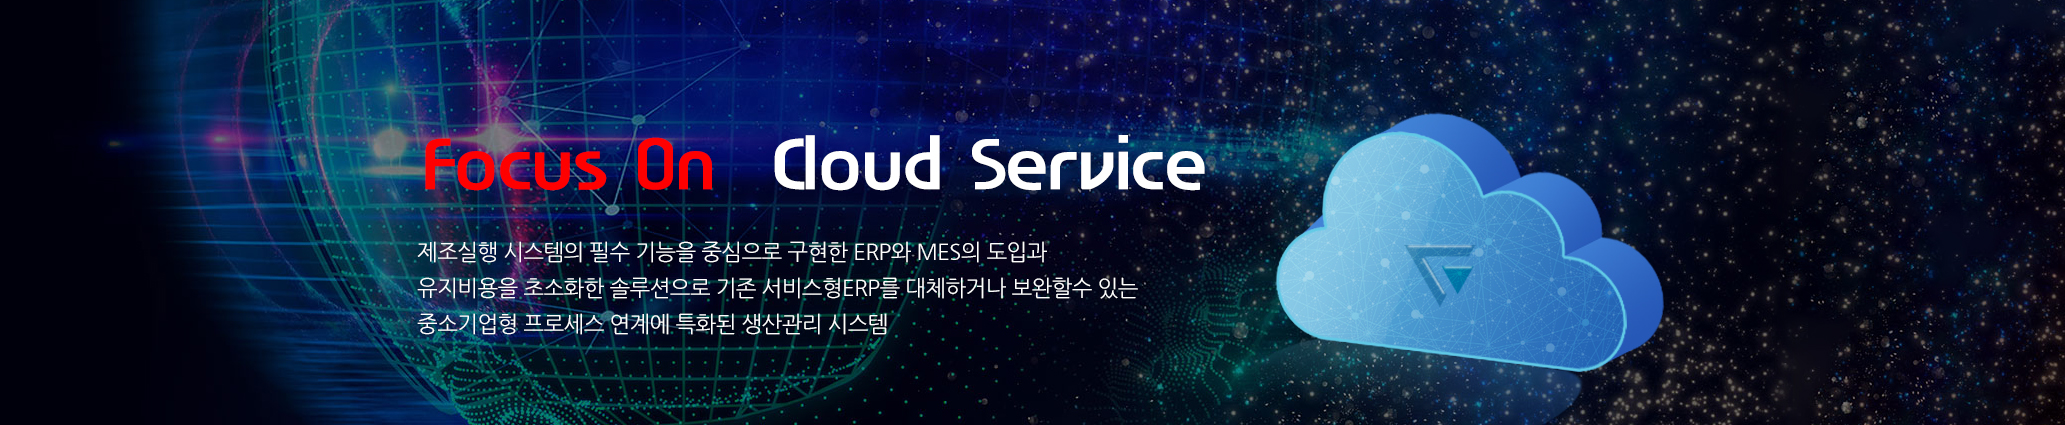 Focus On Cloud Service
제조실행 시스템의 필수 기능을 중심으로 구현한 ERP와 MES의 도입과
유지비용을 초소화한 솔루션으로 기존 서비스형ERP를 대체하거나 보완할수 있는
중소기업형 프로세스 연계에 특화된 생산관리 시스템